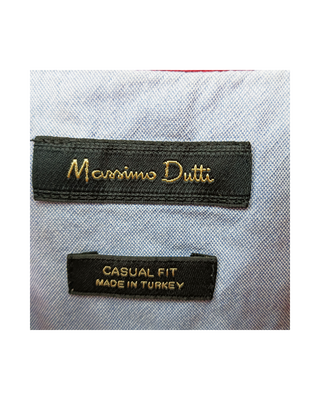 Massimo Dutti
CASUAL FIT
MADE IN TURKEY